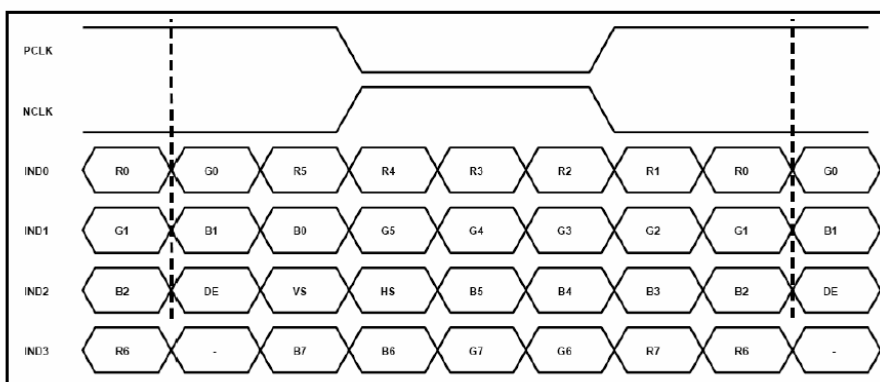 PCLK
NCLK
IND0 R0 G0 R5 R4 R3 R2 R1 R0 G0
IND1 G1 B1 B0 G5 G4 G3 G2 G1 B1
IND2 B2 DE VS HS B5 B4 B3 B2 DE
IND3 R6 - B7 B6 G7 G6 R7 R6 -